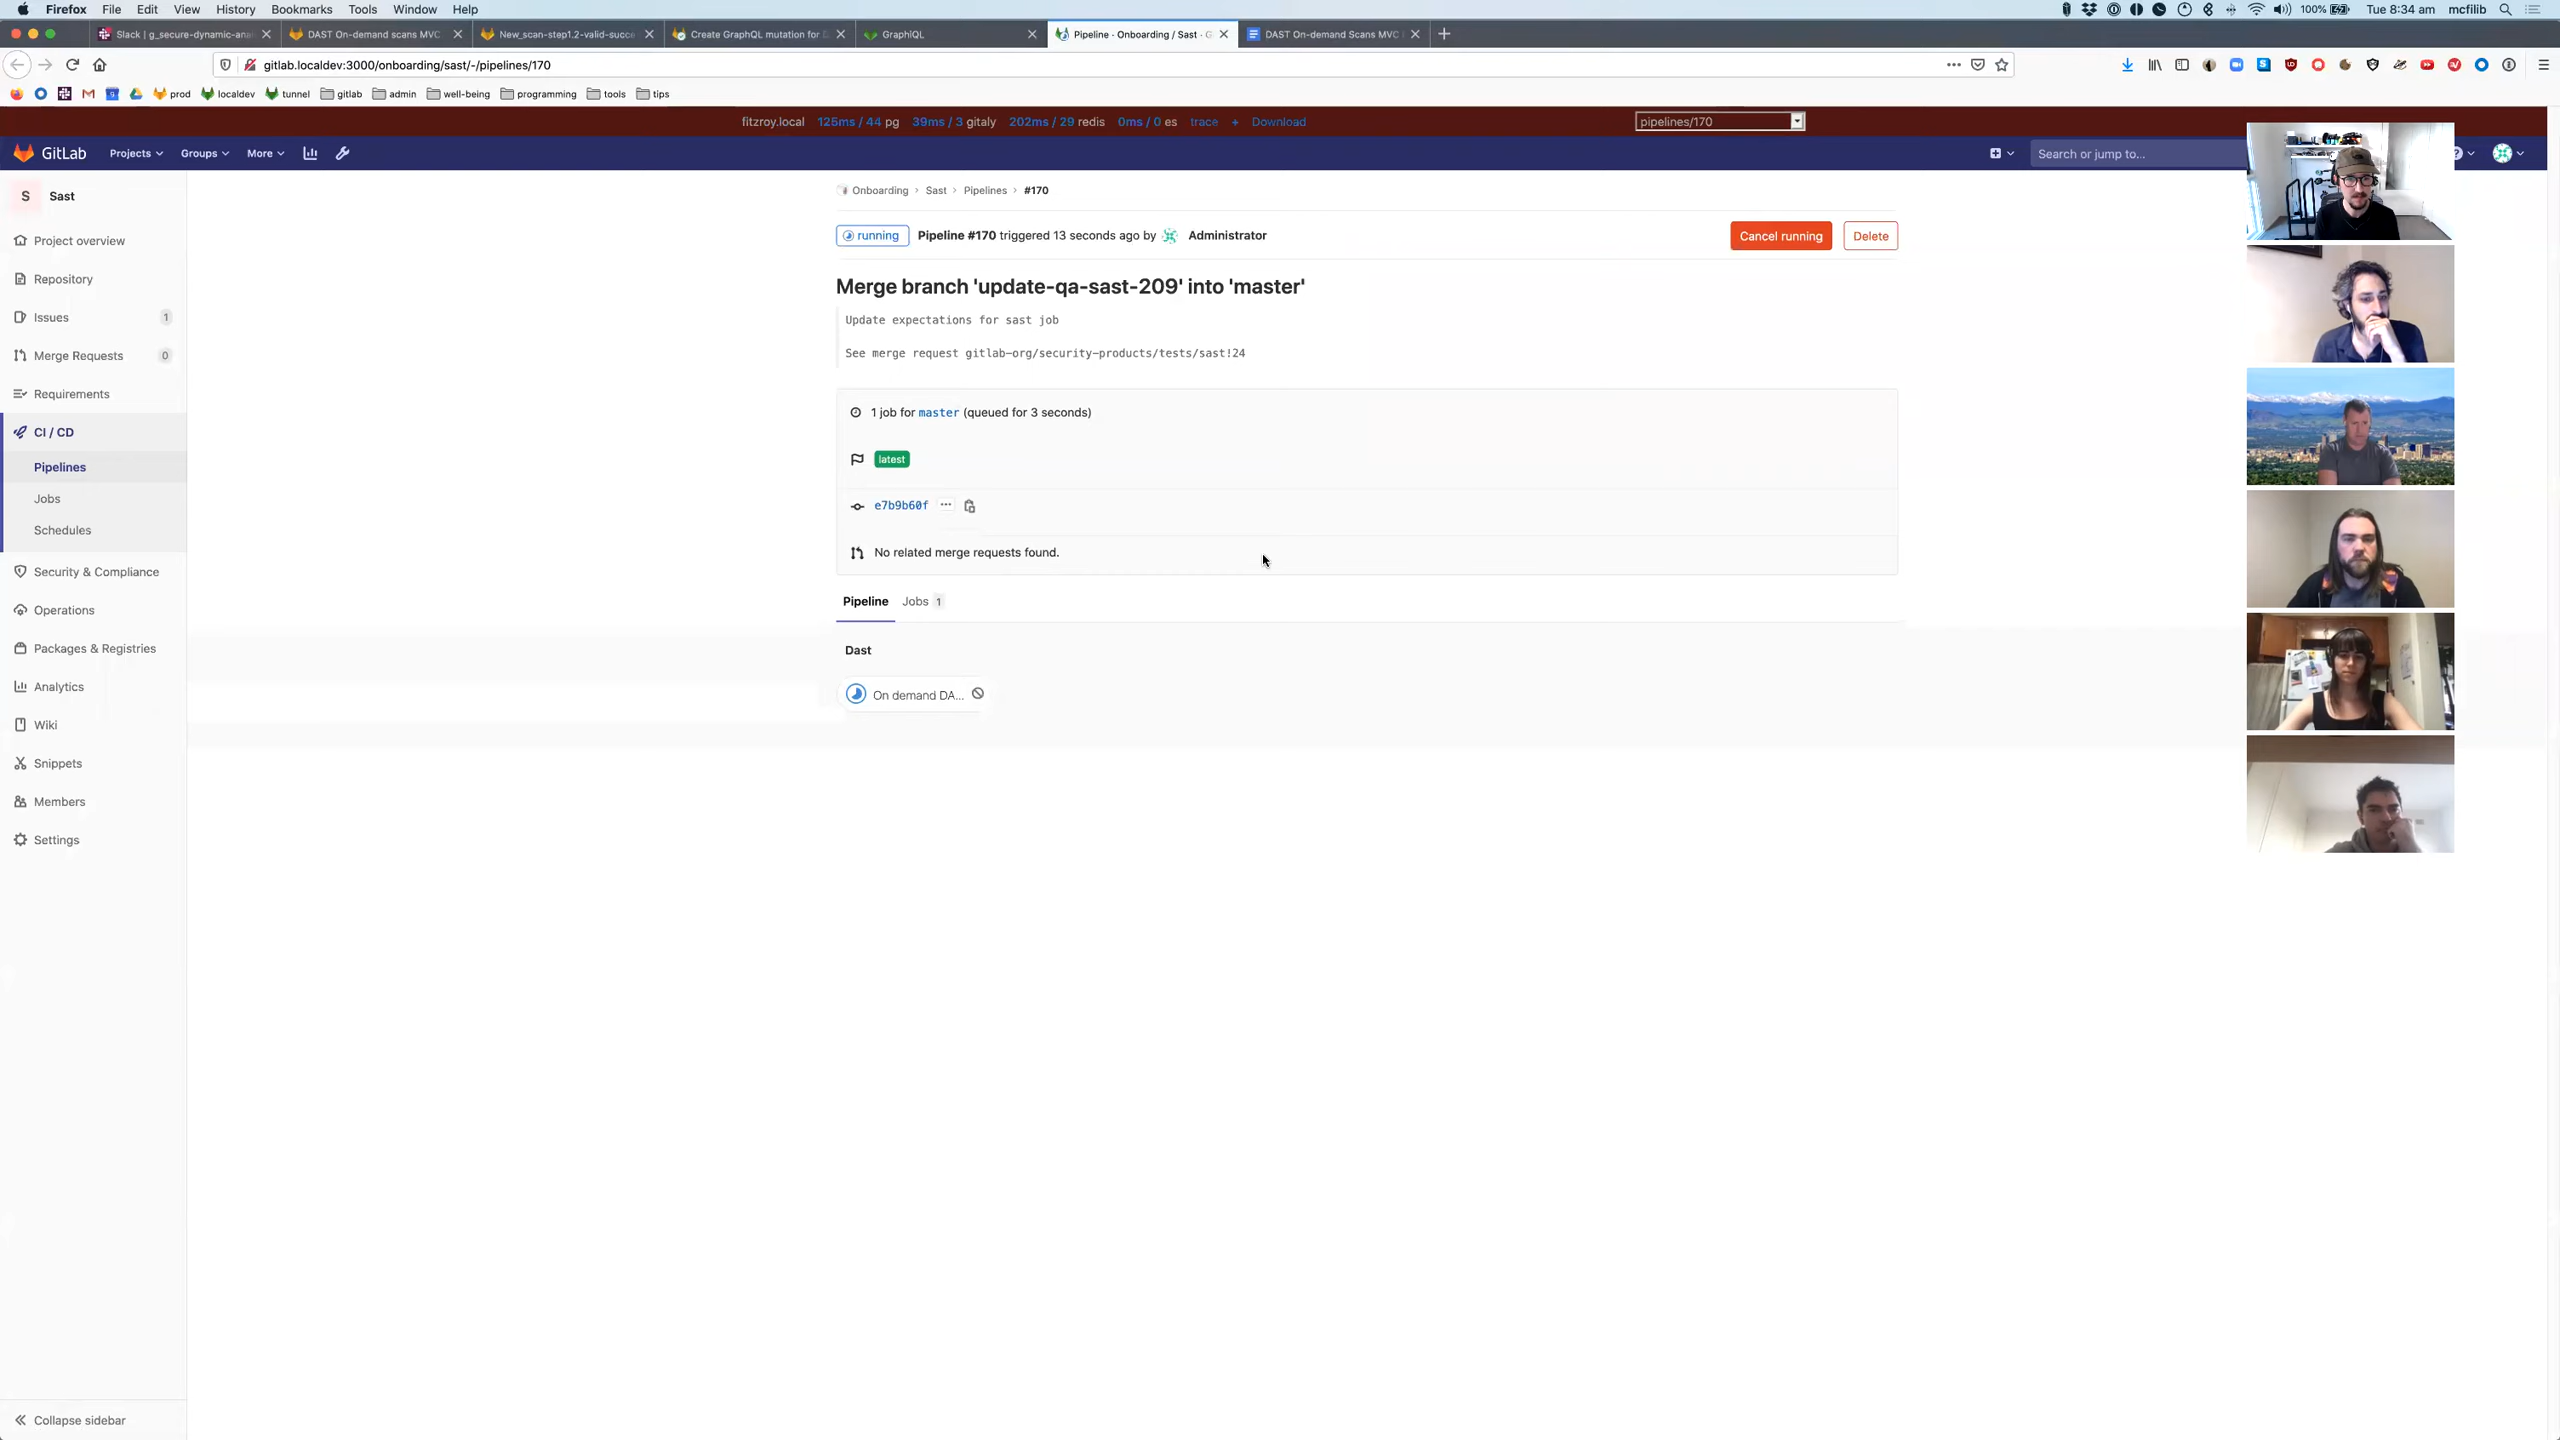 Firefox File Edit View History Bookmarks Tools Window Help 100% Tue 8:34 am mcfilib
Slack | g_secure-dynamic-ana DAST On-demand scans MVC New_scan-step1.2-valid-succe Create GraphQL mutation for D GraphiQL Pipeline · Onboarding / Sast · G DAST On-demand Scans MVC
gitlab.localdev:3000/onboarding/sast/-/pipelines/170
prod localdev tunnel gitlab admin well-being programming tools tips
fitzroy.local 125ms / 44 pg 39ms / 3 gitaly 202ms / 29 redis 0ms / 0 es trace + Download pipelines/170
GitLab Projects Groups More Search or jump to...
S Sast
Project overview
Repository
Issues 1
Merge Requests 0
Requirements
CI / CD
Pipelines
Jobs
Schedules
Security & Compliance
Operations
Packages & Registries
Analytics
Wiki
Snippets
Members
Settings
Collapse sidebar
Onboarding > Sast > Pipelines > #170
running Pipeline #170 triggered 13 seconds ago by Administrator Cancel running Delete
Merge branch 'update-qa-sast-209' into 'master'
Update expectations for sast job
See merge request gitlab-org/security-products/tests/sast!24
1 job for master (queued for 3 seconds)
latest
e7b9b60f ...
No related merge requests found.
Pipeline Jobs 1
Dast
On demand DA...